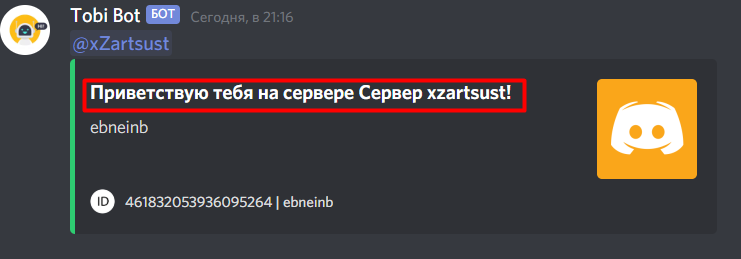 Tobi Bot БОТ Сегодня, в 21:16
@xZartsust
Приветствую тебя на сервере Сервер xzartsust!
ebneinb
ID 461832053936095264 | ebneinb